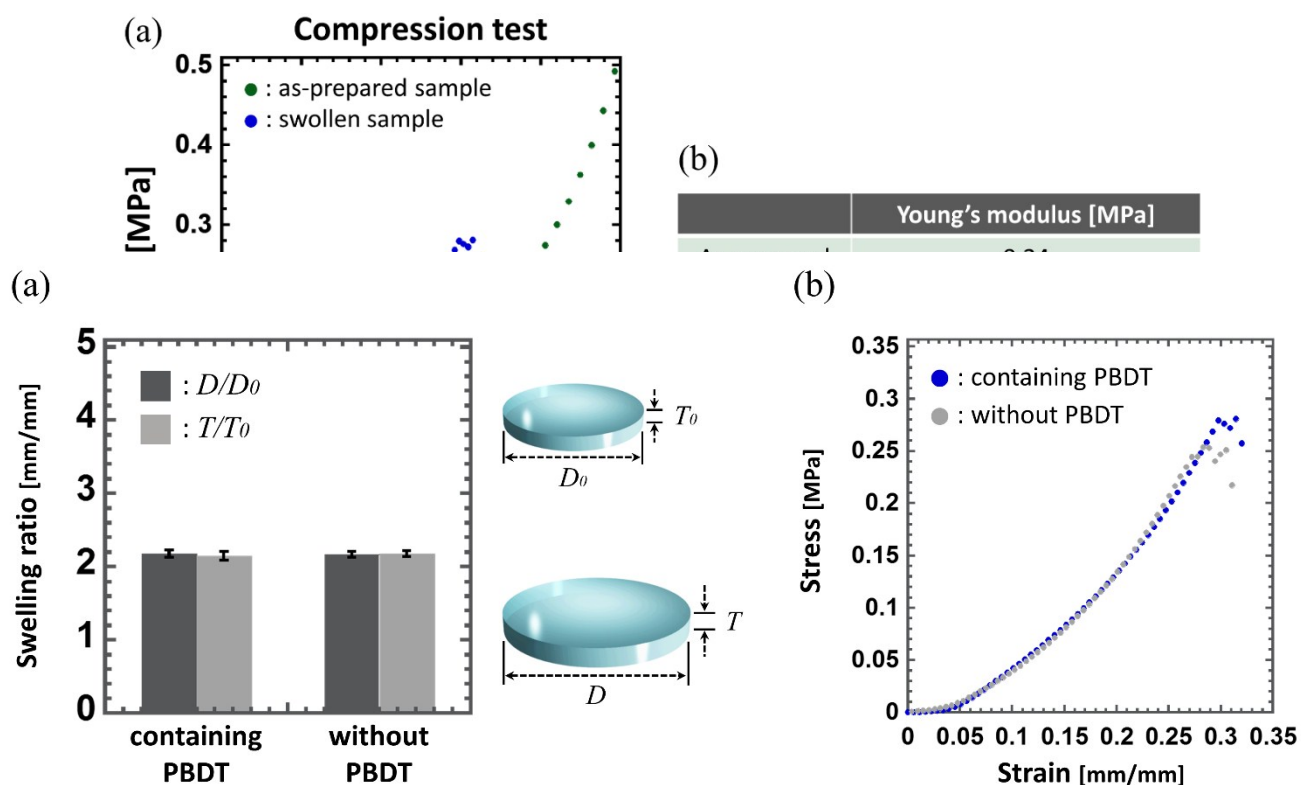 (a)
Compression test
0.5
0.4
0.3
[MPa]
: as-prepared sample
: swollen sample
(b)
Young's modulus [MPa]
(a)
Swelling ratio [mm/mm]
5
4
3
2
1
0
: D/D0
: T/T0
containing PBDT
without PBDT
T0
D0
T
D
(b)
Stress [MPa]
0.35
0.3
0.25
0.2
0.15
0.1
0.05
0
: containing PBDT
: without PBDT
0 0.05 0.1 0.15 0.2 0.25 0.3 0.35
Strain [mm/mm]